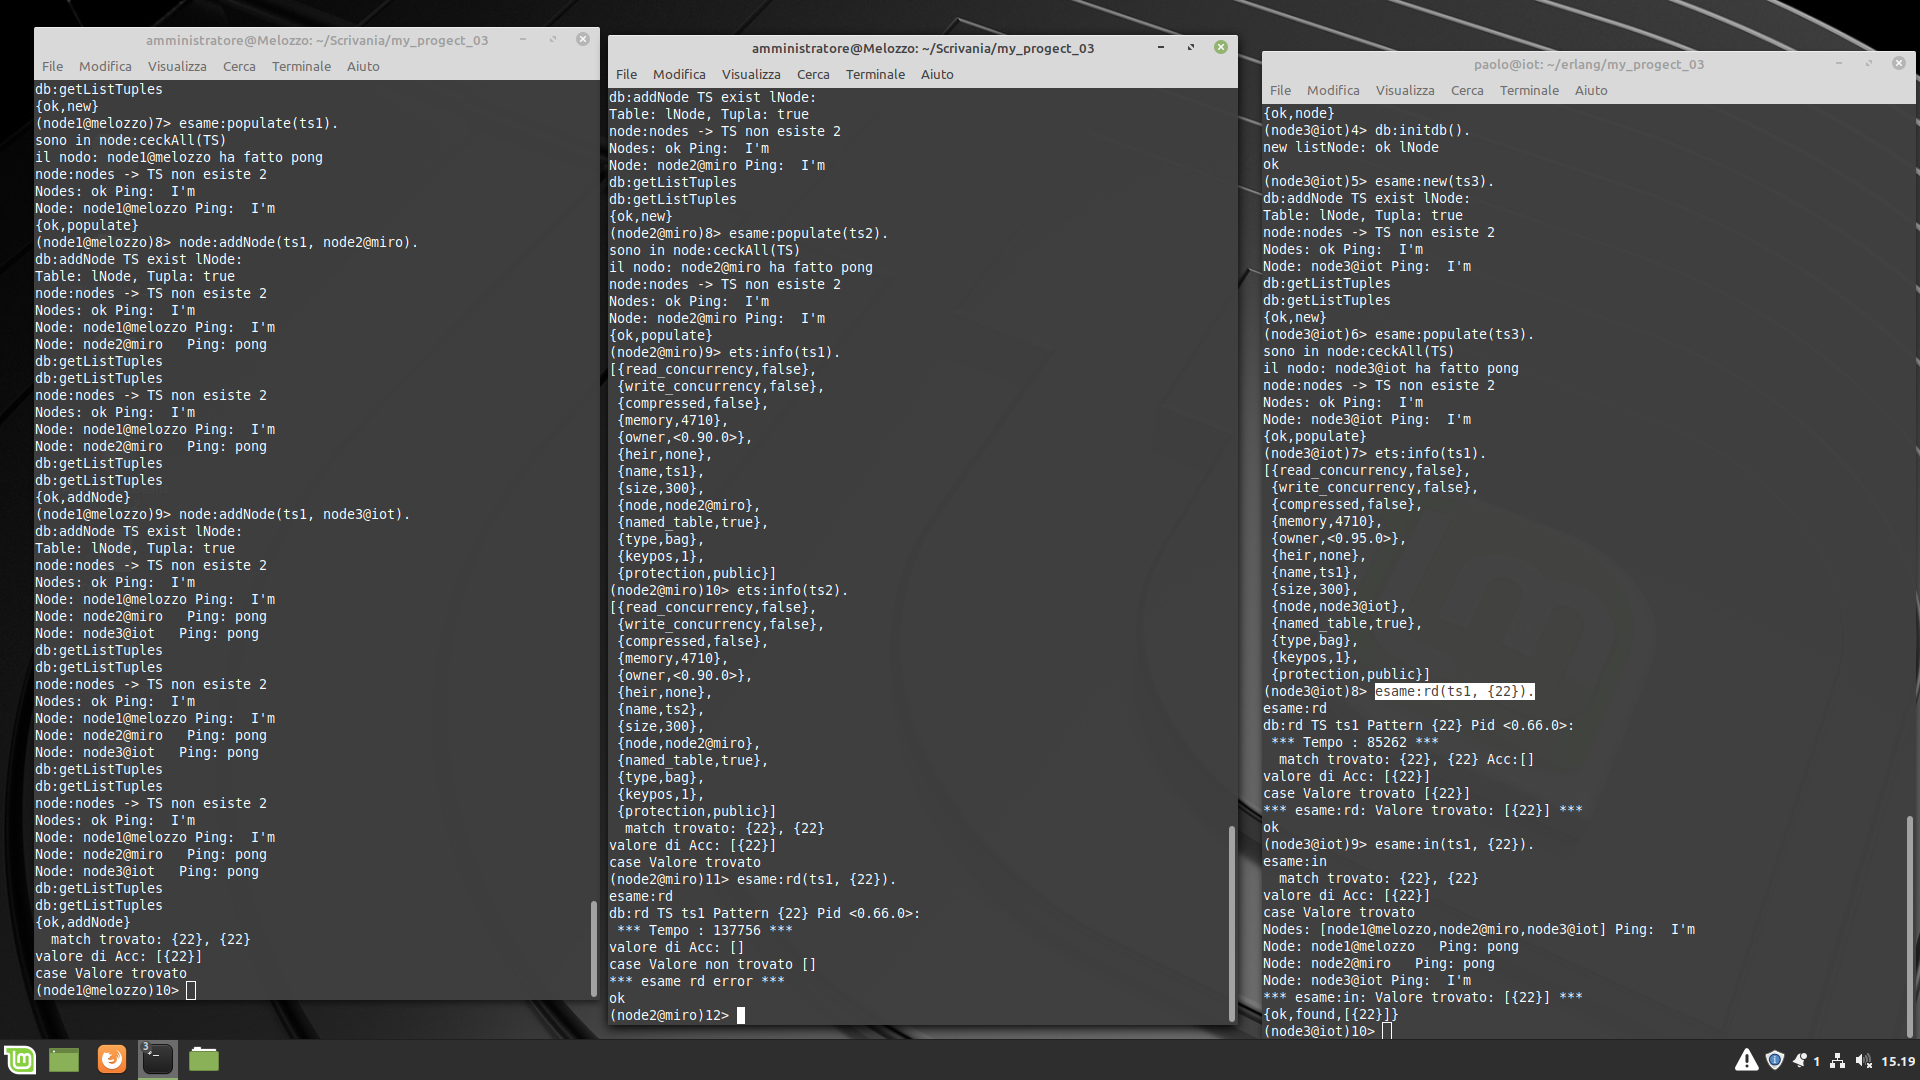 amministratore@Melozzo: ~/Scrivania/my_progect_03
File Modifica Visualizza Cerca Terminale Aiuto
db:getListTuples
{ok,new}
(node1@melozzo)7> esame:populate(ts1).
sono in node:ceckAll(TS)
il nodo: node1@melozzo ha fatto pong
node:nodes -> TS non esiste 2
Nodes: ok Ping:  I'm
Node: node1@melozzo Ping:  I'm
{ok,populate}
(node1@melozzo)8> node:addNode(ts1, node2@miro).
db:addNode TS exist lNode:
Table: lNode, Tupla: true
node:nodes -> TS non esiste 2
Nodes: ok Ping:  I'm
Node: node1@melozzo Ping:  I'm
Node: node2@miro   Ping: pong
db:getListTuples
db:getListTuples
node:nodes -> TS non esiste 2
Nodes: ok Ping:  I'm
Node: node1@melozzo Ping:  I'm
Node: node2@miro   Ping: pong
db:getListTuples
db:getListTuples
{ok,addNode}
(node1@melozzo)9> node:addNode(ts1, node3@iot).
db:addNode TS exist lNode:
Table: lNode, Tupla: true
node:nodes -> TS non esiste 2
Nodes: ok Ping:  I'm
Node: node1@melozzo Ping:  I'm
Node: node2@miro   Ping: pong
Node: node3@iot   Ping: pong
db:getListTuples
db:getListTuples
node:nodes -> TS non esiste 2
Nodes: ok Ping:  I'm
Node: node1@melozzo Ping:  I'm
Node: node2@miro   Ping: pong
Node: node3@iot   Ping: pong
db:getListTuples
db:getListTuples
node:nodes -> TS non esiste 2
Nodes: ok Ping:  I'm
Node: node1@melozzo Ping:  I'm
Node: node2@miro   Ping: pong
Node: node3@iot   Ping: pong
db:getListTuples
db:getListTuples
{ok,addNode}
  match trovato: {22}, {22}
valore di Acc: [{22}]
case Valore trovato
(node1@melozzo)10>
amministratore@Melozzo: ~/Scrivania/my_progect_03
File Modifica Visualizza Cerca Terminale Aiuto
db:addNode TS exist lNode:
Table: lNode, Tupla: true
node:nodes -> TS non esiste 2
Nodes: ok Ping:  I'm
Node: node2@miro Ping:  I'm
db:getListTuples
db:getListTuples
{ok,new}
(node2@miro)8> esame:populate(ts2).
sono in node:ceckAll(TS)
il nodo: node2@miro ha fatto pong
node:nodes -> TS non esiste 2
Nodes: ok Ping:  I'm
Node: node2@miro Ping:  I'm
{ok,populate}
(node2@miro)9> ets:info(ts1).
[{read_concurrency,false},
 {write_concurrency,false},
 {compressed,false},
 {memory,4710},
 {owner,<0.90.0>},
 {heir,none},
 {name,ts1},
 {size,300},
 {node,node2@miro},
 {named_table,true},
 {type,bag},
 {keypos,1},
 {protection,public}]
(node2@miro)10> ets:info(ts2).
[{read_concurrency,false},
 {write_concurrency,false},
 {compressed,false},
 {memory,4710},
 {owner,<0.90.0>},
 {heir,none},
 {name,ts2},
 {size,300},
 {node,node2@miro},
 {named_table,true},
 {type,bag},
 {keypos,1},
 {protection,public}]
  match trovato: {22}, {22}
valore di Acc: [{22}]
case Valore trovato
(node2@miro)11> esame:rd(ts1, {22}).
esame:rd
db:rd TS ts1 Pattern {22} Pid <0.66.0>:
 *** Tempo : 137756 ***
valore di Acc: []
case Valore non trovato []
*** esame rd error ***
ok
(node2@miro)12>
paolo@iot: ~/erlang/my_progect_03
File Modifica Visualizza Cerca Terminale Aiuto
{ok,node}
(node3@iot)4> db:initdb().
new listNode: ok lNode
ok
(node3@iot)5> esame:new(ts3).
db:addNode TS exist lNode:
Table: lNode, Tupla: true
node:nodes -> TS non esiste 2
Nodes: ok Ping:  I'm
Node: node3@iot Ping:  I'm
db:getListTuples
db:getListTuples
{ok,new}
(node3@iot)6> esame:populate(ts3).
sono in node:ceckAll(TS)
il nodo: node3@iot ha fatto pong
node:nodes -> TS non esiste 2
Nodes: ok Ping:  I'm
Node: node3@iot Ping:  I'm
{ok,populate}
(node3@iot)7> ets:info(ts1).
[{read_concurrency,false},
 {write_concurrency,false},
 {compressed,false},
 {memory,4710},
 {owner,<0.95.0>},
 {heir,none},
 {name,ts1},
 {size,300},
 {node,node3@iot},
 {named_table,true},
 {type,bag},
 {keypos,1},
 {protection,public}]
(node3@iot)8> esame:rd(ts1, {22}).
esame:rd
db:rd TS ts1 Pattern {22} Pid <0.66.0>:
 *** Tempo : 85262 ***
  match trovato: {22}, {22} Acc:[]
valore di Acc: [{22}]
case Valore trovato [{22}]
*** esame:rd: Valore trovato: [{22}] ***
ok
(node3@iot)9> esame:in(ts1, {22}).
esame:in
  match trovato: {22}, {22}
valore di Acc: [{22}]
case Valore trovato
Nodes: [node1@melozzo,node2@miro,node3@iot] Ping:  I'm
Node: node1@melozzo   Ping: pong
Node: node2@miro   Ping: pong
Node: node3@iot Ping:  I'm
*** esame:in: Valore trovato: [{22}] ***
{ok,found,[{22}]}
(node3@iot)10>
3
1
15.19